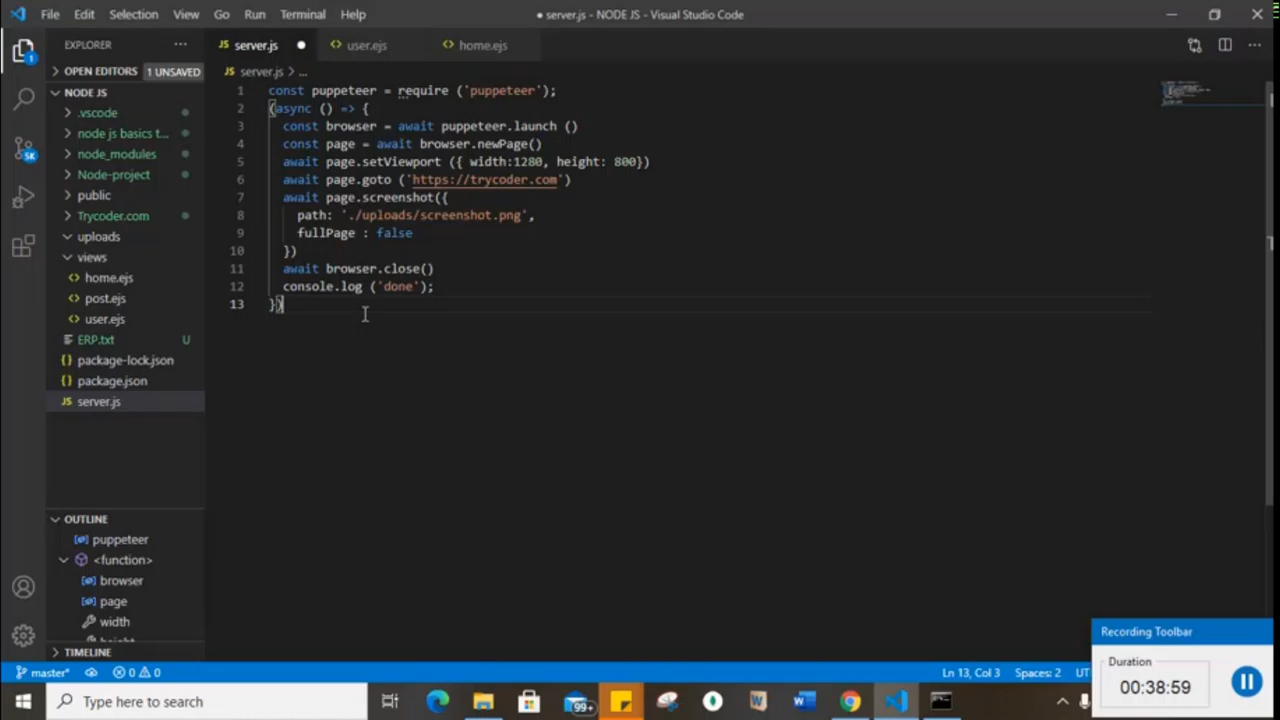 File Edit Selection View Go Run Terminal Help ● server.js - NODE JS - Visual Studio Code
EXPLORER ... JS server.js ● <> user.ejs <> home.ejs ...
OPEN EDITORS 1 UNSAVED
JS server.js > ...
NODE JS
.vscode
node js basics t...
node_modules
Node-project
public
Trycoder.com
uploads
views
<> home.ejs
<> post.ejs
<> user.ejs
ERP.txt U
{} package-lock.json
{} package.json
JS server.js
1 const puppeteer = require ('puppeteer');
2 (async () => {
3 const browser = await puppeteer.launch ()
4 const page = await browser.newPage()
5 await page.setViewport ({ width:1280, height: 800})
6 await page.goto ('https://trycoder.com')
7 await page.screenshot({
8 path: './uploads/screenshot.png',
9 fullPage : false
10 })
11 await browser.close()
12 console.log ('done');
13 })
OUTLINE
puppeteer
<function>
browser
page
width
height
TIMELINE
1
5K
Recording Toolbar
Duration
00:38:59
master* 0 0 Ln 13, Col 3 Spaces: 2
Type here to search 99+